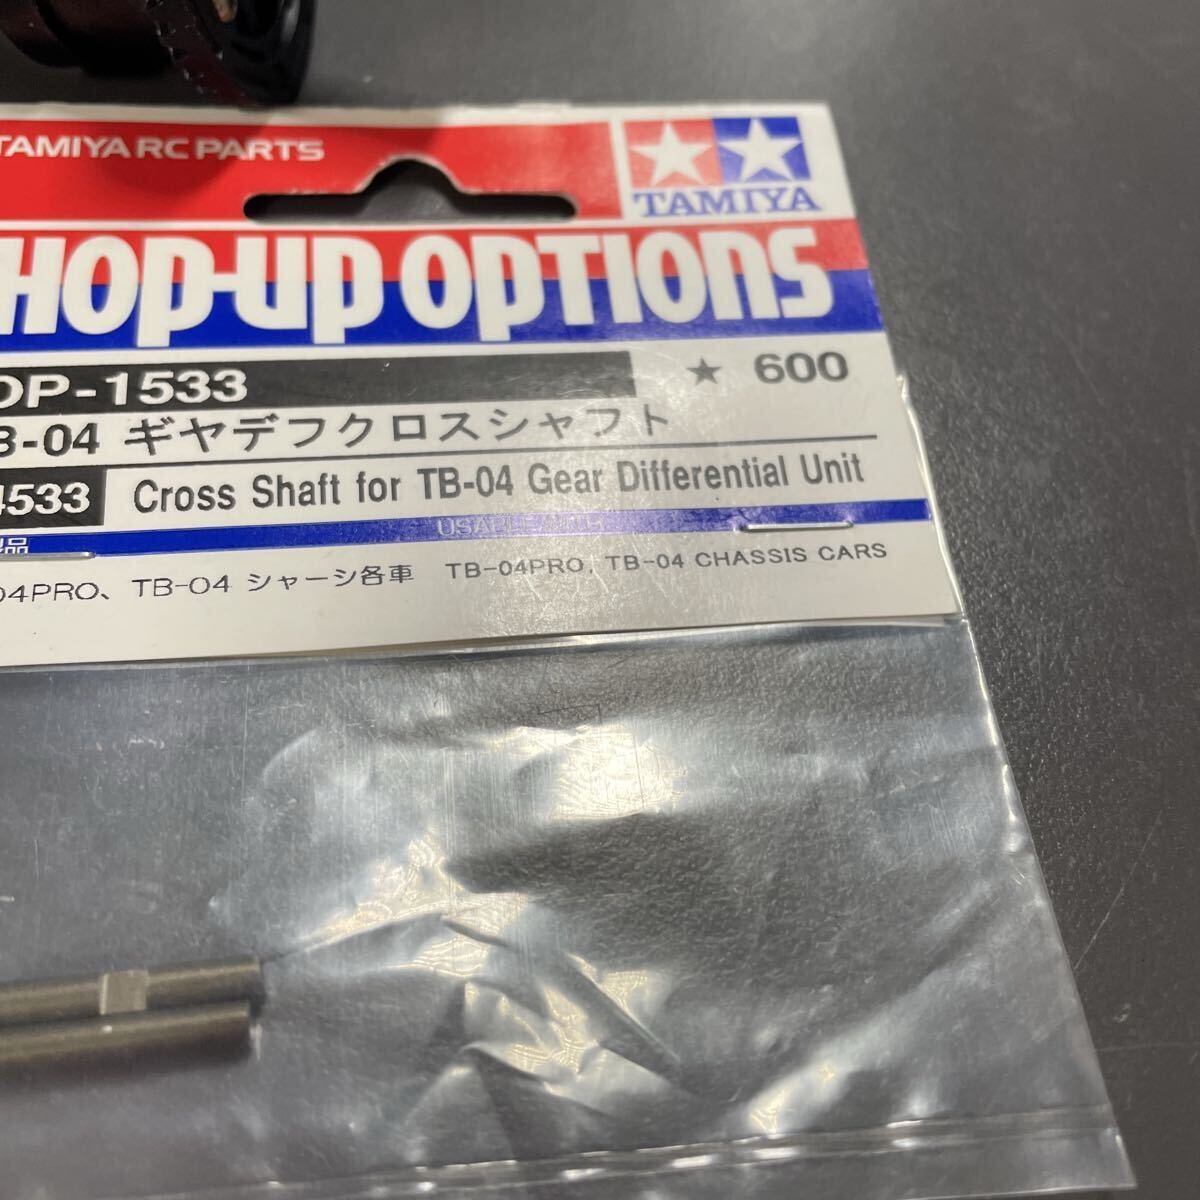 TAMIYA RC PARTS
TAMIYA
HOP-UP OPTIONS
OP-1533
★ 600
B-04 ギヤデフクロスシャフト
4533
Cross Shaft for TB-04 Gear Differential Unit
品
04PRO、TB-04 シャーシ各車 TB-04PRO, TB-04 CHASSIS CARS